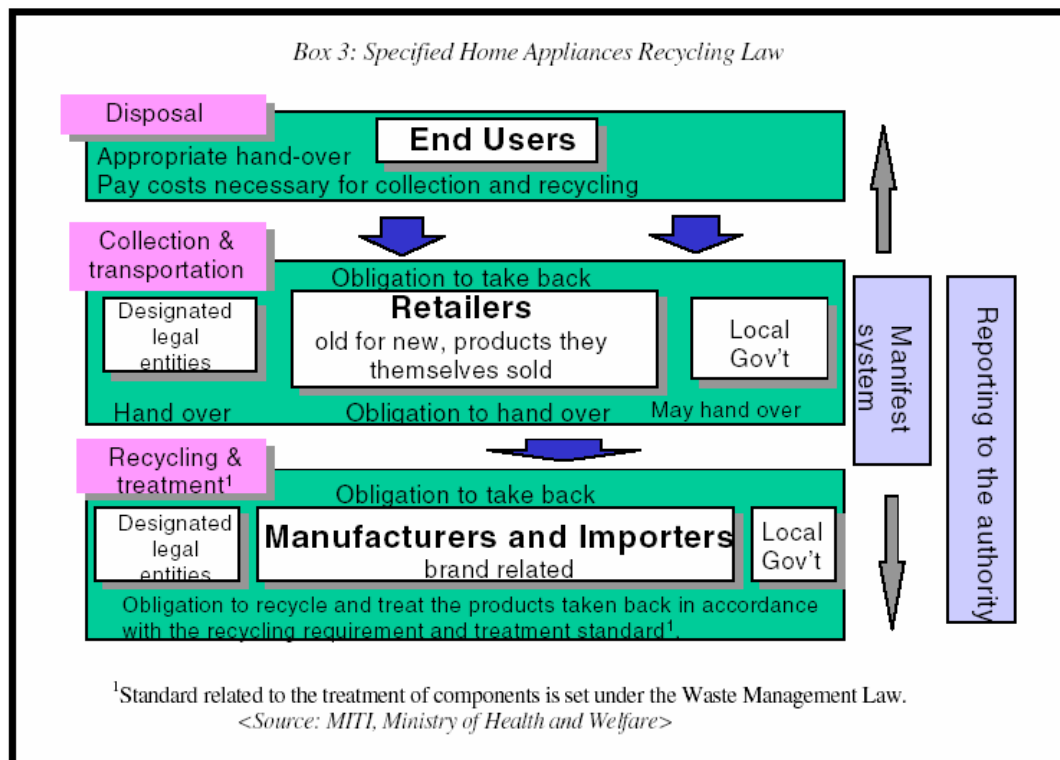 Box 3: Specified Home Appliances Recycling Law
Disposal
End Users
Appropriate hand-over
Pay costs necessary for collection and recycling
Collection &
transportation
Obligation to take back
Designated
legal
entities
Retailers
old for new, products they
themselves sold
Local
Gov't
Hand over
Obligation to hand over
May hand over
Recycling &
treatment¹
Obligation to take back
Designated
legal
entities
Manufacturers and Importers
brand related
Local
Gov't
Obligation to recycle and treat the products taken back in accordance
with the recycling requirement and treatment standard¹.
Manifest
system
Reporting to the authority
¹Standard related to the treatment of components is set under the Waste Management Law.
<Source: MITI, Ministry of Health and Welfare>